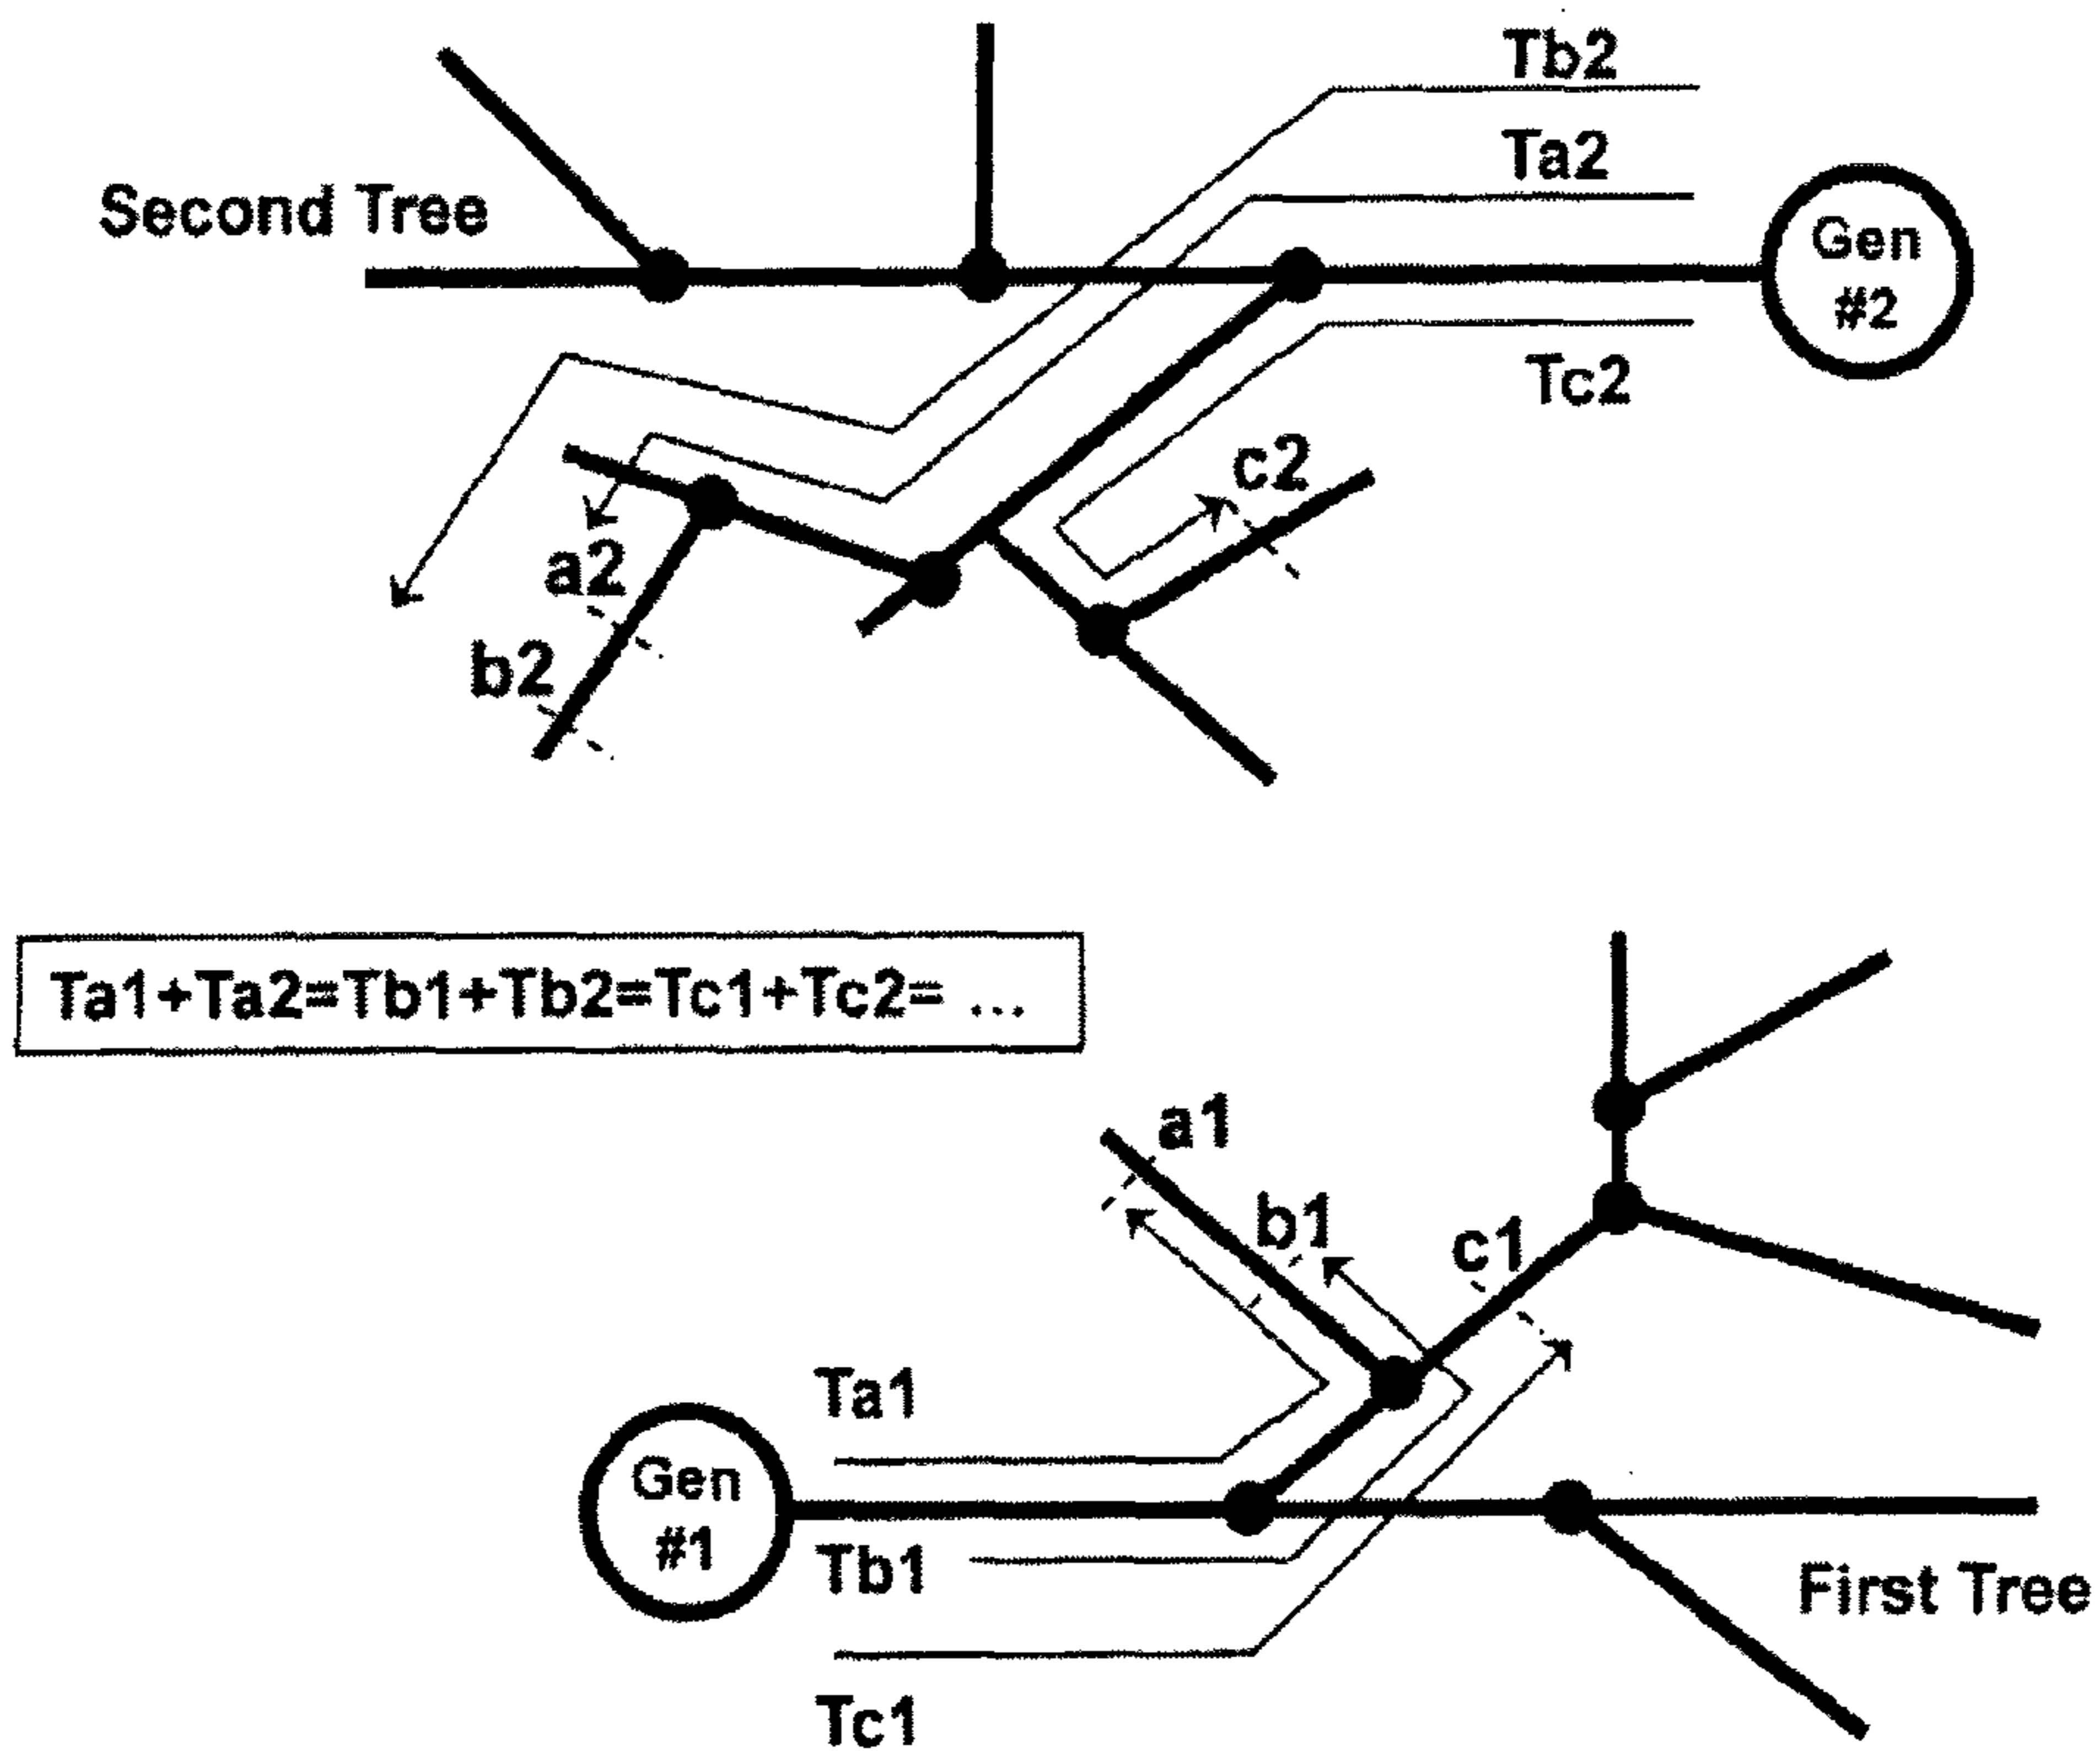 Tb2
Ta2
Second Tree
Gen
#2
Tc2
c2
a2
b2
Ta1+Ta2=Tb1+Tb2=Tc1+Tc2= ...
a1
b1
c1
Ta1
Gen
#1
Tb1
First Tree
Tc1